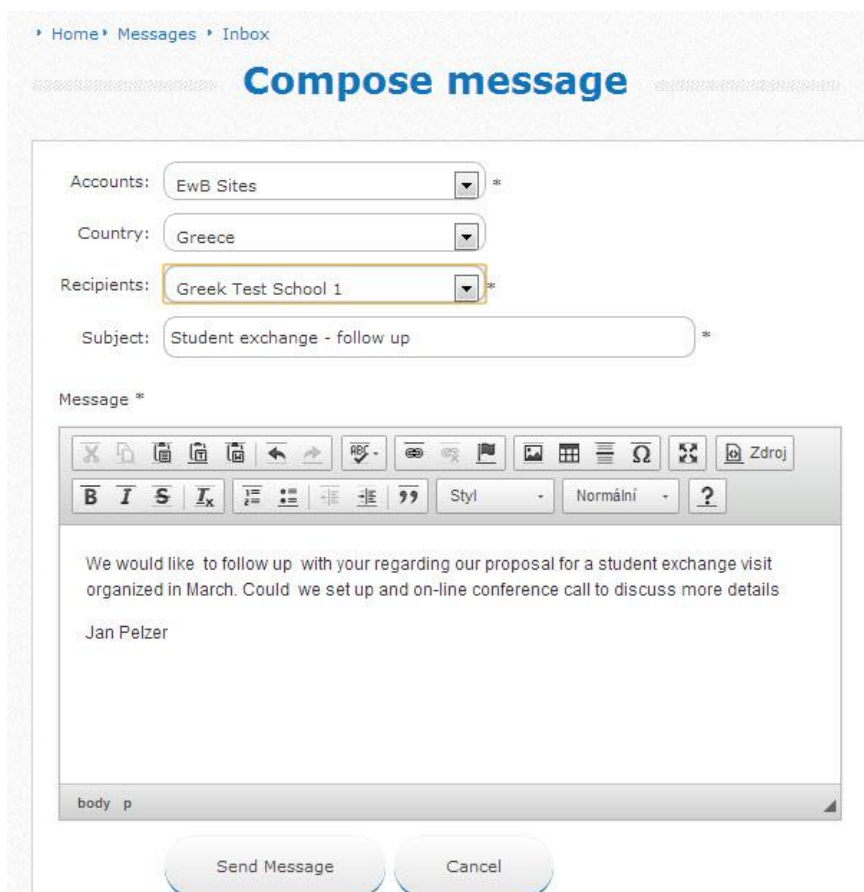 Home Messages Inbox
Compose message
Accounts: EwB Sites *
Country: Greece
Recipients: Greek Test School 1 *
Subject: Student exchange - follow up *
Message *
ABC Ω Zdroj
B I S Ix Styl Normální ?
We would like to follow up with your regarding our proposal for a student exchange visit
organized in March. Could we set up and on-line conference call to discuss more details
Jan Pelzer
body p
Send Message Cancel